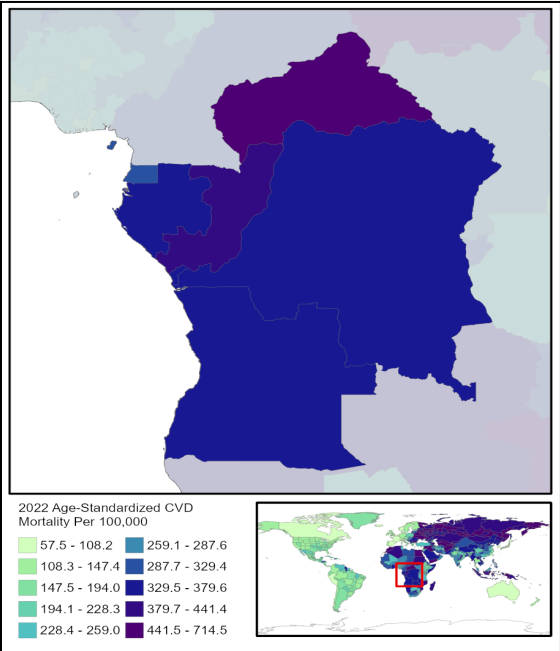 2022 Age-Standardized CVD
Mortality Per 100,000
57.5 - 108.2
259.1 - 287.6
108.3 - 147.4
287.7 - 329.4
147.5 - 194.0
329.5 - 379.6
194.1 - 228.3
379.7 - 441.4
228.4 - 259.0
441.5 - 714.5